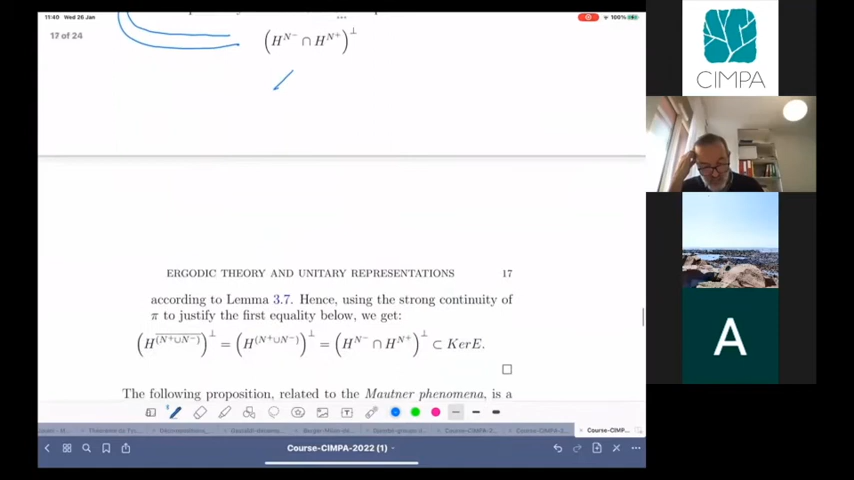 11:40 Wed 26 Jan
100%
17 of 24
(H^{N^-} ∩ H^{N^+})^⊥
CIMPA
ERGODIC THEORY AND UNITARY REPRESENTATIONS 17
according to Lemma 3.7. Hence, using the strong continuity of
π to justify the first equality below, we get:
(H^{\overline{(N^+∪N^-)}})^⊥ = (H^{(N^+∪N^-)})^⊥ = (H^{N^-} ∩ H^{N^+})^⊥ ⊂ KerE.
□
The following proposition, related to the Mautner phenomena, is a
A
Course-CIMPA-2022 (1)